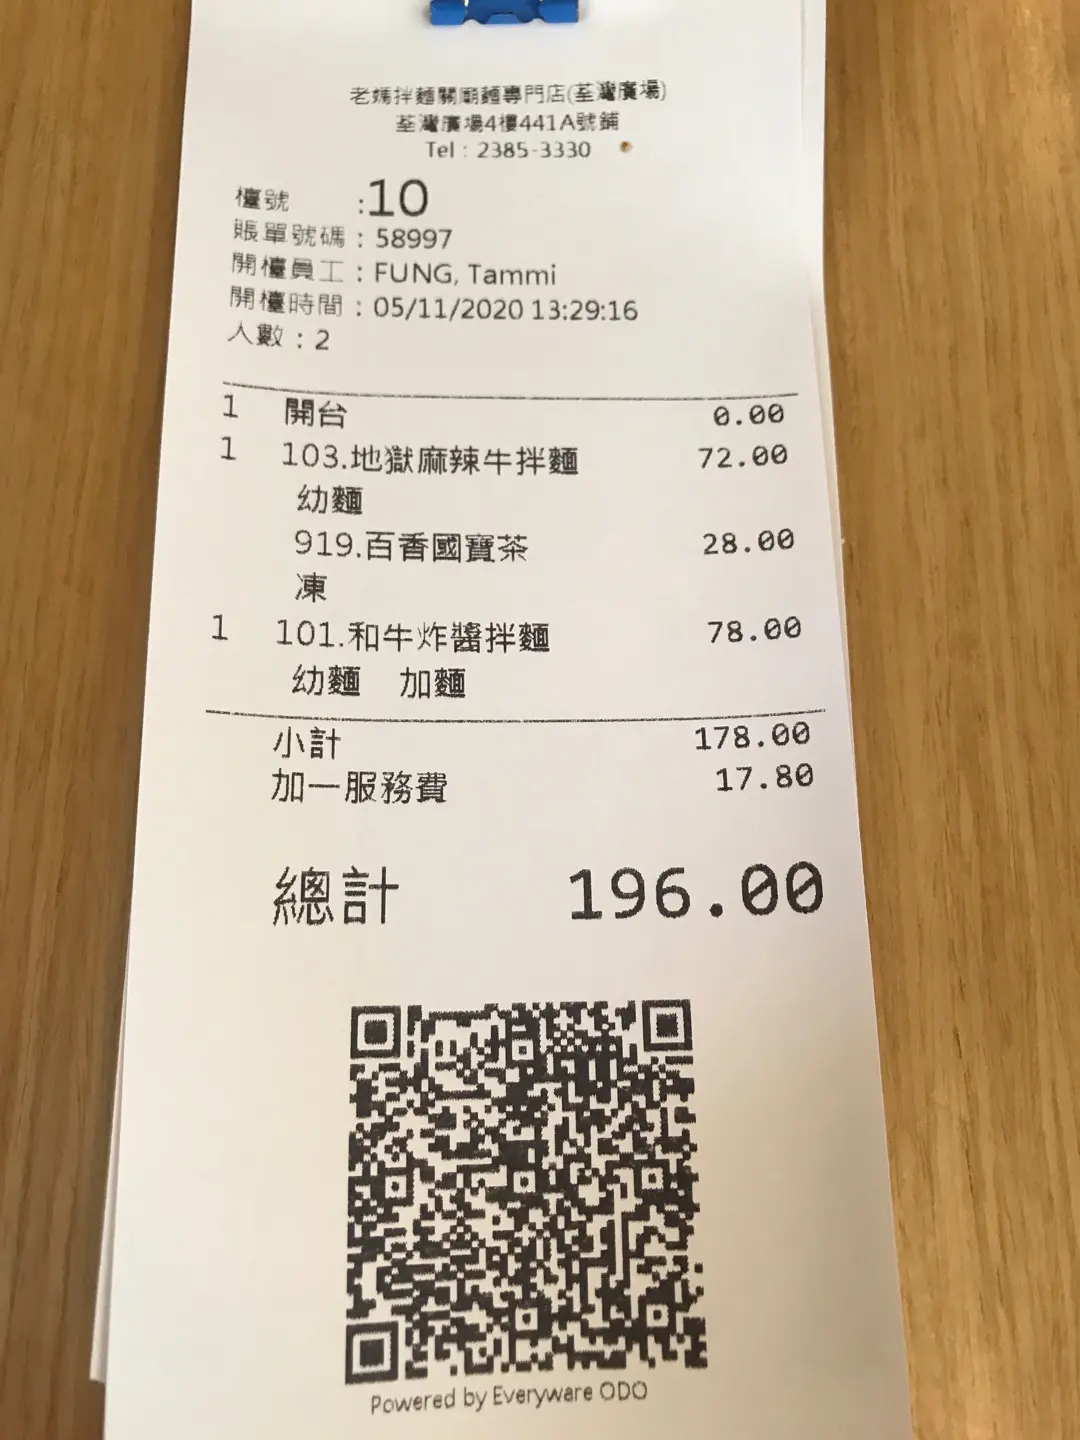 老媽拌麵關廟麵專門店(荃灣廣場)
荃灣廣場4樓441A號鋪
Tel : 2385-3330
檯號 :10
賬單號碼 : 58997
開檯員工 : FUNG, Tammi
開檯時間 : 05/11/2020 13:29:16
人數 : 2
1 開台 0.00
1 103.地獄麻辣牛拌麵 72.00
幼麵
919.百香國寶茶 28.00
凍
1 101.和牛炸醬拌麵 78.00
幼麵 加麵
小計 178.00
加一服務費 17.80
總計 196.00
Powered by Everyware ODO